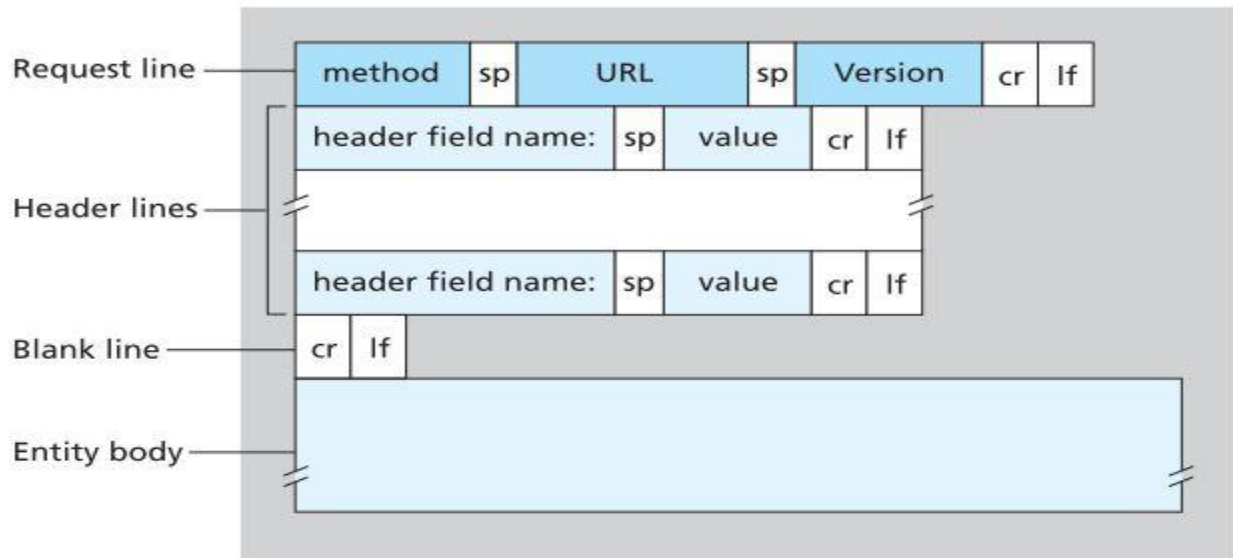 Request line method sp URL sp Version cr lf
header field name: sp value cr lf
Header lines
header field name: sp value cr lf
Blank line cr lf
Entity body